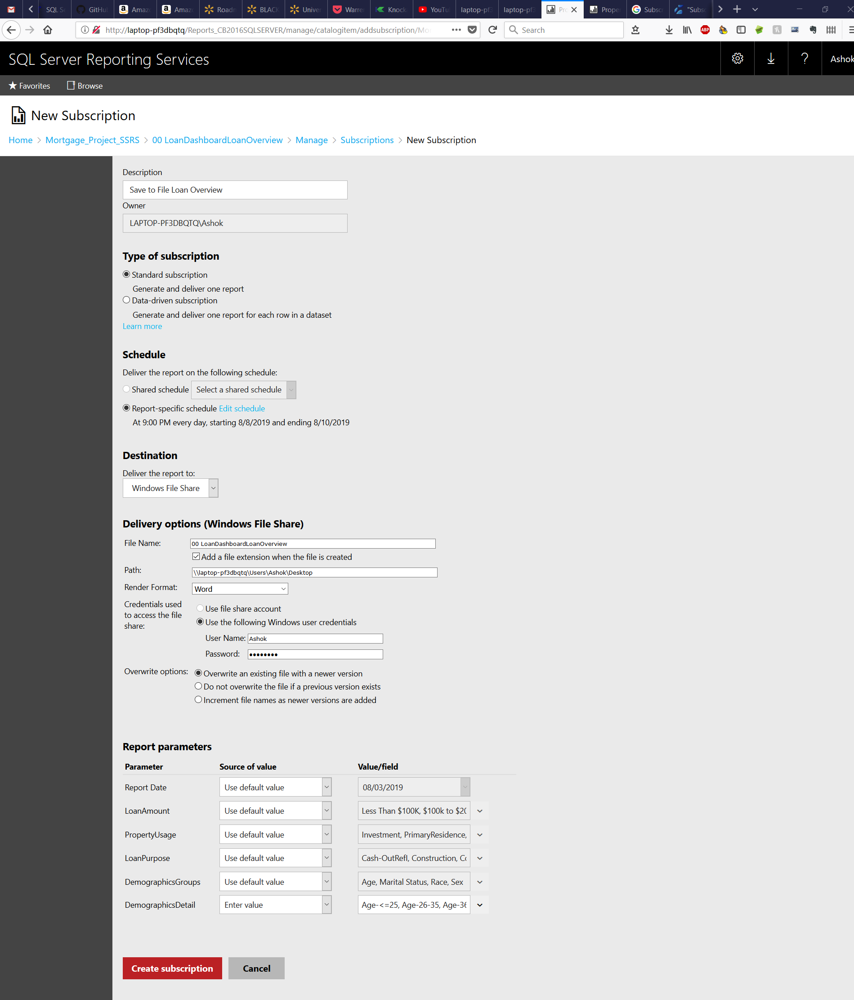 SQL Se
GitHu
Amaz
Amaz
Road
BLACK
Univer
Warre
Knock
YouTu
laptop-pf3
laptop-pf3
Pro
Proper
Subsc
"Subs
http://laptop-pf3dbqtq/Reports_CB2016SQLSERVER/manage/catalogitem/addsubscription/Mor
Search
ABP
SQL Server Reporting Services
?
Ashok
Favorites
Browse
New Subscription
Home > Mortgage_Project_SSRS > 00 LoanDashboardLoanOverview > Manage > Subscriptions > New Subscription
Description
Save to File Loan Overview
Owner
LAPTOP-PF3DBQTQ\Ashok
Type of subscription
Standard subscription
Generate and deliver one report
Data-driven subscription
Generate and deliver one report for each row in a dataset
Learn more
Schedule
Deliver the report on the following schedule:
Shared schedule Select a shared schedule
Report-specific schedule Edit schedule
At 9:00 PM every day, starting 8/8/2019 and ending 8/10/2019
Destination
Deliver the report to:
Windows File Share
Delivery options (Windows File Share)
File Name: 00 LoanDashboardLoanOverview
Add a file extension when the file is created
Path: \\laptop-pf3dbqtq\Users\Ashok\Desktop
Render Format: Word
Credentials used to access the file share:
Use file share account
Use the following Windows user credentials
User Name: Ashok
Password: ••••••••
Overwrite options: Overwrite an existing file with a newer version
Do not overwrite the file if a previous version exists
Increment file names as newer versions are added
Report parameters
Parameter Source of value Value/field
Report Date Use default value 08/03/2019
LoanAmount Use default value Less Than $100K, $100k to $20
PropertyUsage Use default value Investment, PrimaryResidence,
LoanPurpose Use default value Cash-OutRefI, Construction, Co
DemographicsGroups Use default value Age, Marital Status, Race, Sex
DemographicsDetail Enter value Age-<=25, Age-26-35, Age-36
Create subscription
Cancel